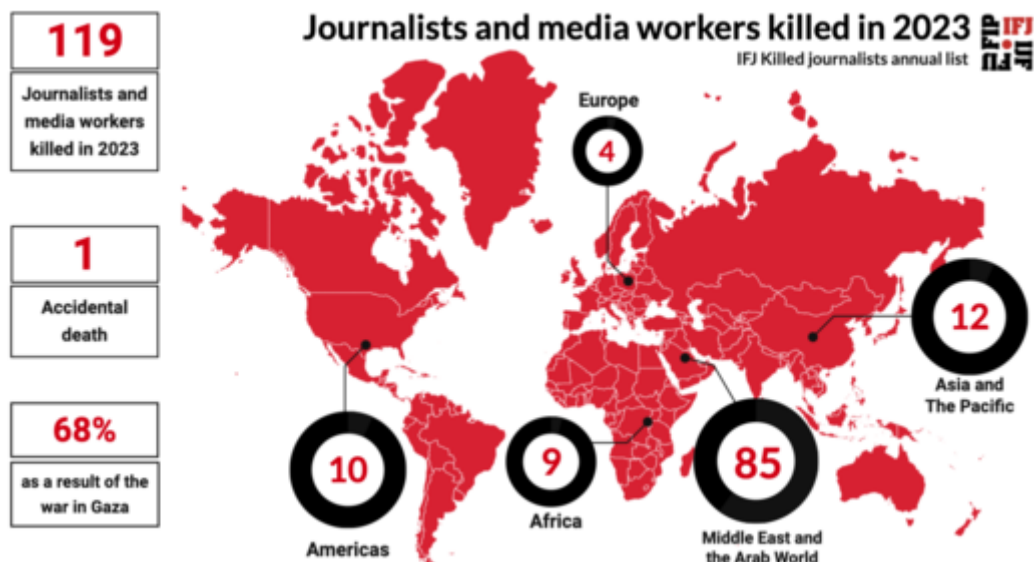 Journalists and media workers killed in 2023
IFJ Killed journalists annual list
IFJ
FIP
119
Journalists and
media workers
killed in 2023
1
Accidental
death
68%
as a result of the
war in Gaza
Europe
4
12
Asia and
The Pacific
10
Americas
9
Africa
85
Middle East and
the Arab World